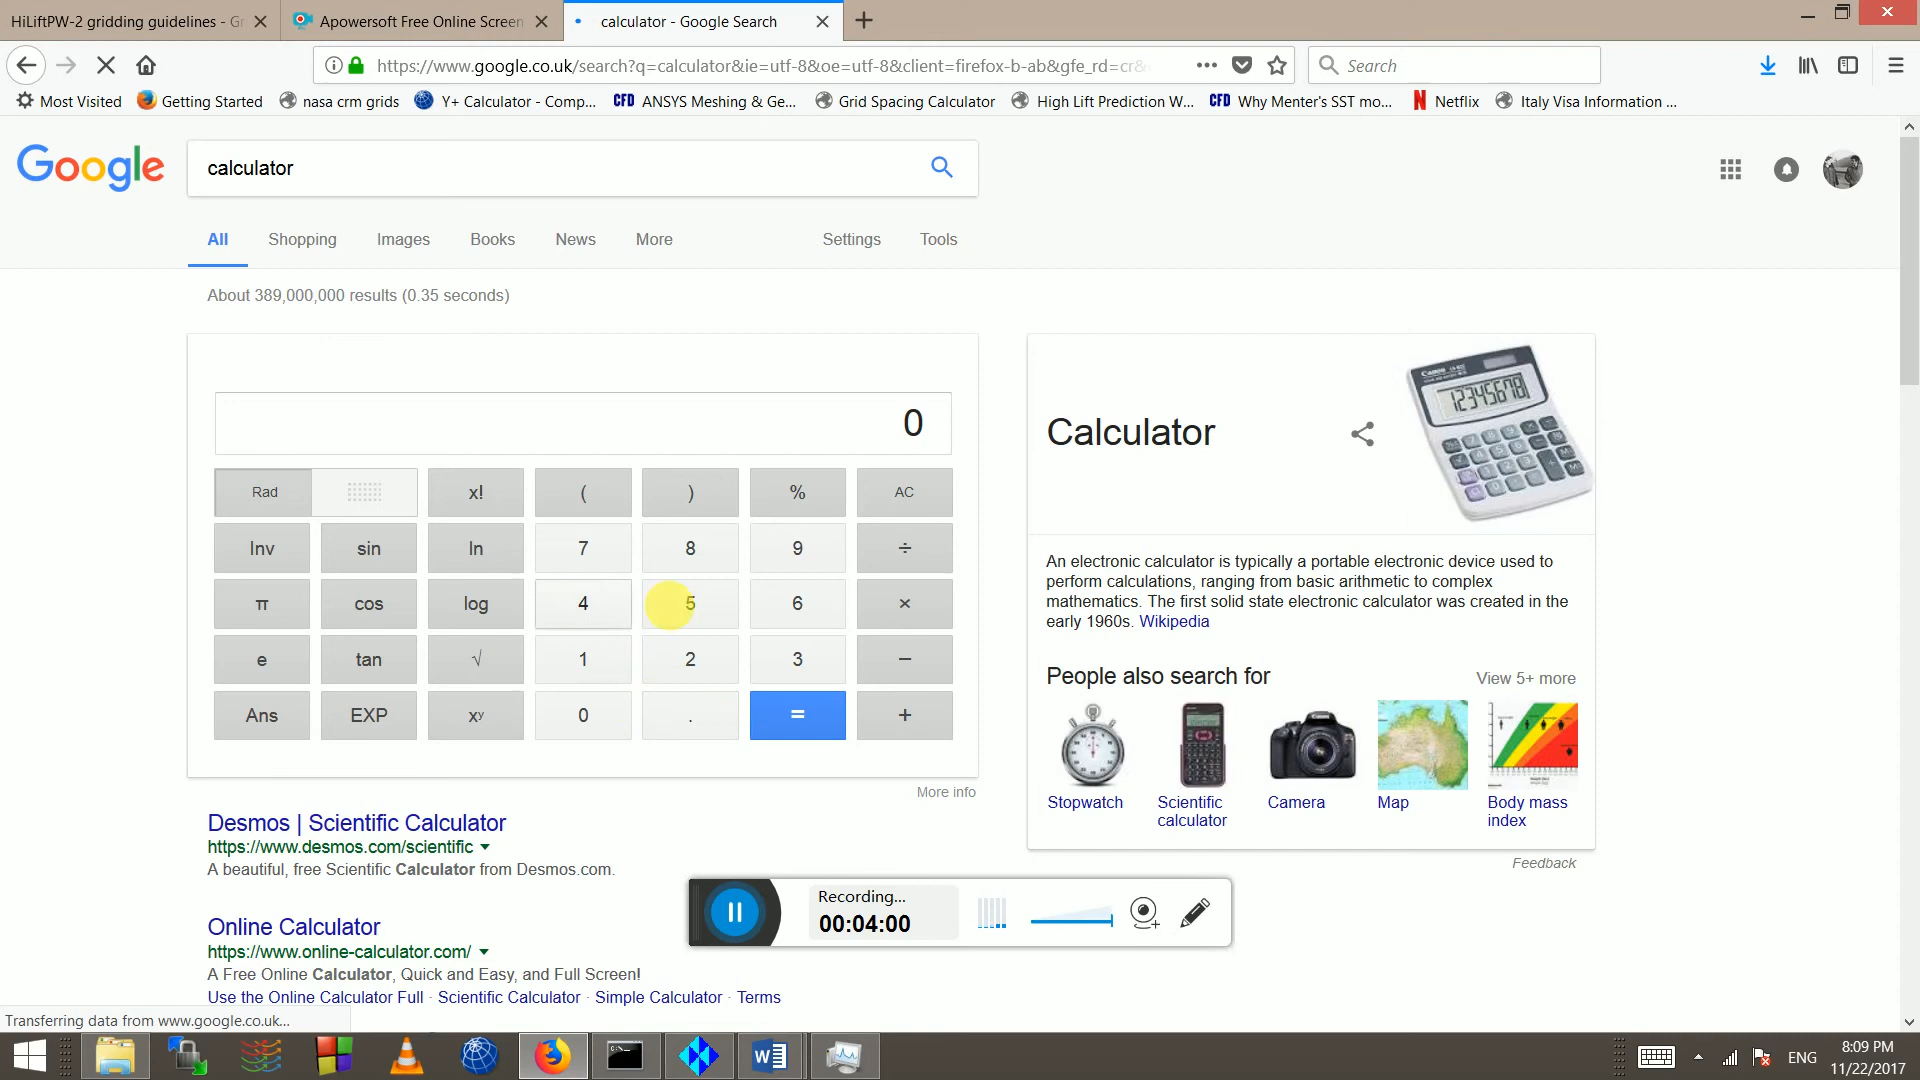 HiLiftPW-2 gridding guidelines - Gr
Apowersoft Free Online Screen
calculator - Google Search
https://www.google.co.uk/search?q=calculator&ie=utf-8&oe=utf-8&client=firefox-b-ab&gfe_rd=cr&
Search
Most Visited
Getting Started
nasa crm grids
Y+ Calculator - Comp...
CFD ANSYS Meshing & Ge...
Grid Spacing Calculator
High Lift Prediction W...
CFD Why Menter's SST mo...
N Netflix
Italy Visa Information ...
Google
calculator
All Shopping Images Books News More Settings Tools
About 389,000,000 results (0.35 seconds)
0
Rad x! ( ) % AC
Inv sin ln 7 8 9 ÷
π cos log 4 5 6 ×
e tan √ 1 2 3 −
Ans EXP xy 0 . = +
More info
Calculator
Canon
12345678
An electronic calculator is typically a portable electronic device used to
perform calculations, ranging from basic arithmetic to complex
mathematics. The first solid state electronic calculator was created in the
early 1960s. Wikipedia
People also search for
View 5+ more
Stopwatch
Scientific
calculator
Camera
Map
Body mass
index
Feedback
Desmos | Scientific Calculator
https://www.desmos.com/scientific
A beautiful, free Scientific Calculator from Desmos.com.
Online Calculator
https://www.online-calculator.com/
A Free Online Calculator, Quick and Easy, and Full Screen!
Use the Online Calculator Full · Scientific Calculator · Simple Calculator · Terms
Recording...
00:04:00
Transferring data from www.google.co.uk...
ENG
8:09 PM
11/22/2017